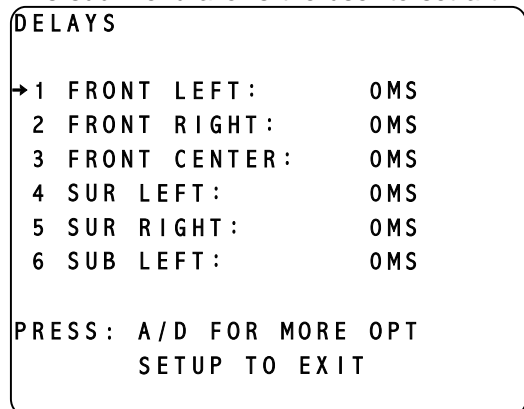 DELAYS
→1 FRONT LEFT: 0MS
2 FRONT RIGHT: 0MS
3 FRONT CENTER: 0MS
4 SUR LEFT: 0MS
5 SUR RIGHT: 0MS
6 SUB LEFT: 0MS
PRESS: A/D FOR MORE OPT
SETUP TO EXIT